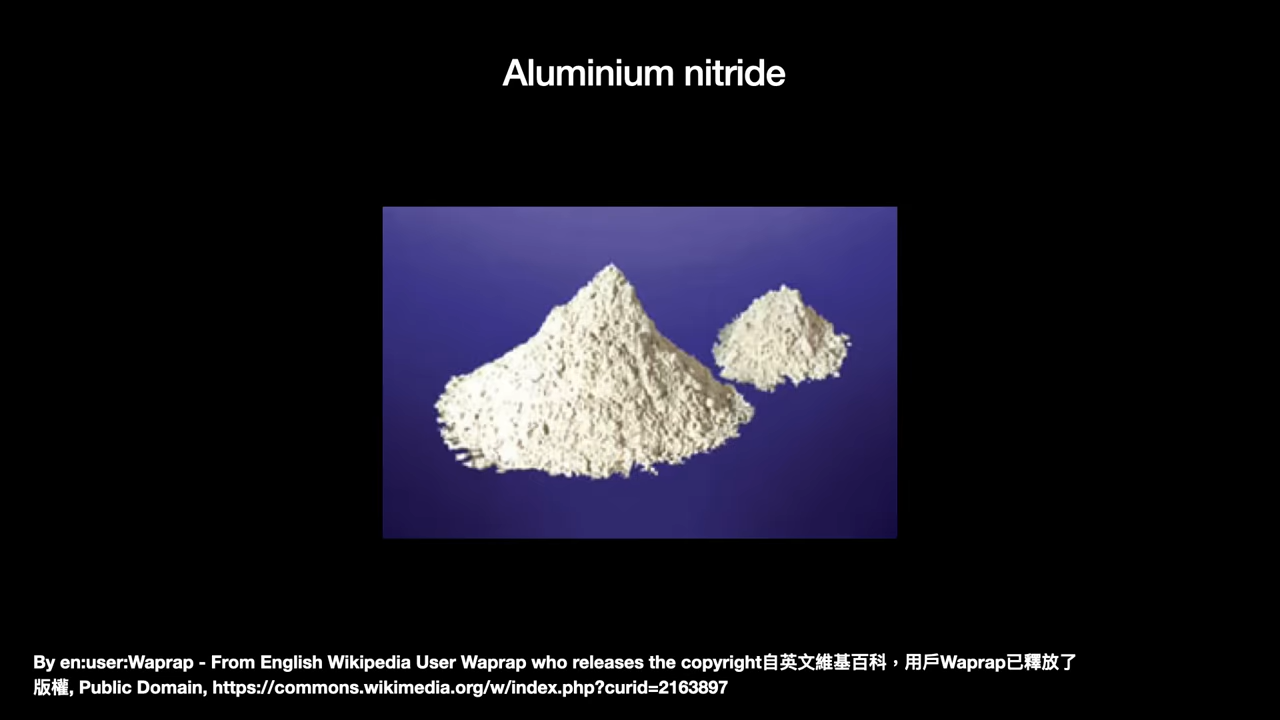 Aluminium nitride
By en:user:Waprap - From English Wikipedia User Waprap who releases the copyright自英文維基百科，用戶Waprap已釋放了
版權, Public Domain, https://commons.wikimedia.org/w/index.php?curid=2163897